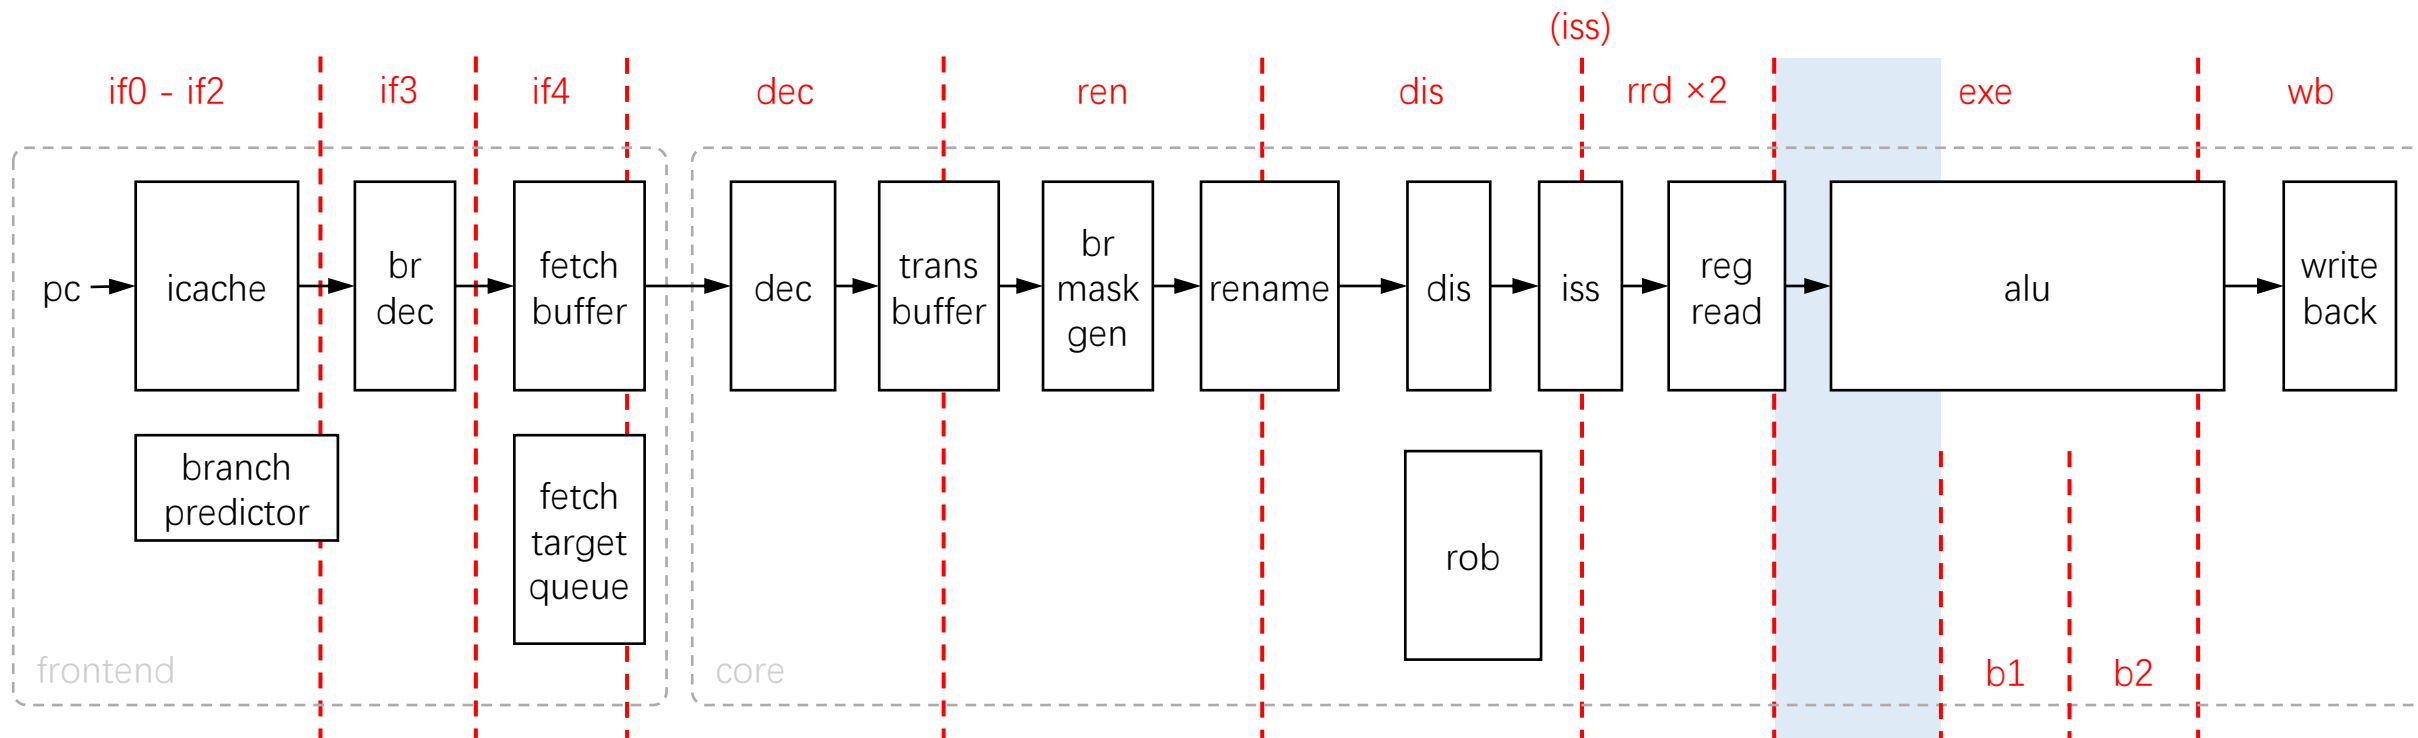 (iss)
if0 - if2
if3
if4
dec
ren
dis
rrd ×2
exe
wb
pc
icache
br
dec
fetch
buffer
dec
trans
buffer
br
mask
gen
rename
dis
iss
reg
read
alu
write
back
branch
predictor
fetch
target
queue
rob
frontend
core
b1
b2